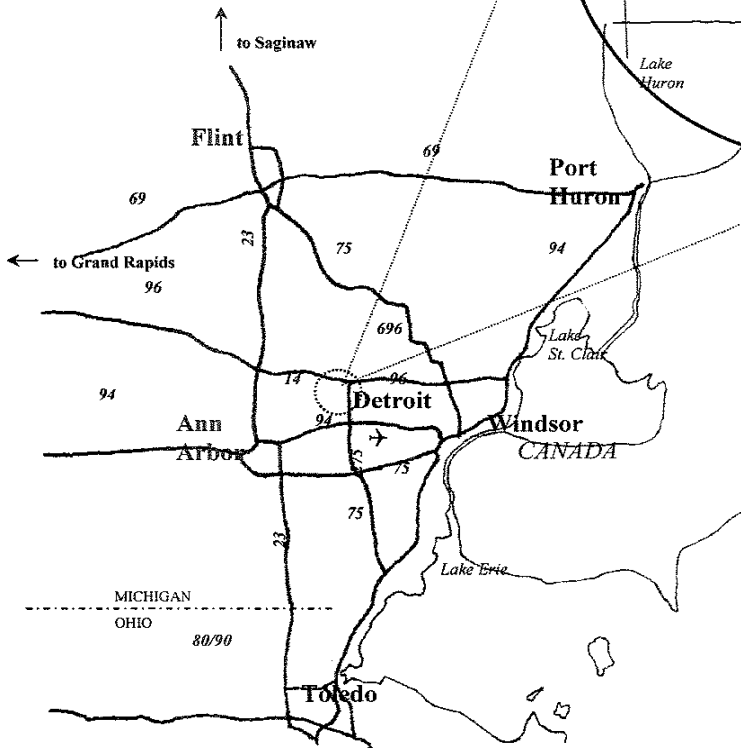 to Saginaw
Lake
Huron
Flint
69
Port
Huron
69
23
75
94
to Grand Rapids
96
696
Lake
St. Clair
14
96
94
Detroit
94
Ann
Arbor
Windsor
CANADA
75
75
75
23
Lake Erie
MICHIGAN
OHIO
80/90
Toledo